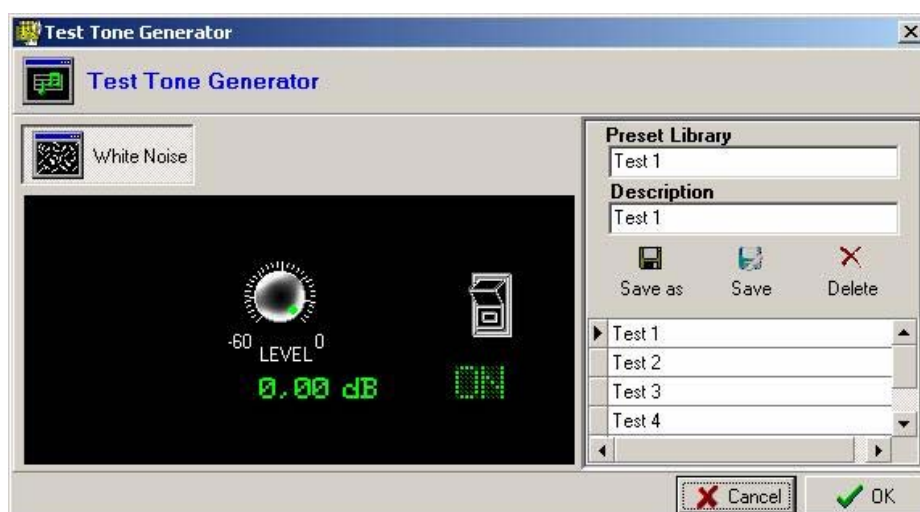 Test Tone Generator
Test Tone Generator
White Noise
-60 LEVEL 0
0.00 dB
ON
Preset Library
Test 1
Description
Test 1
Save as Save Delete
Test 1
Test 2
Test 3
Test 4
Cancel OK